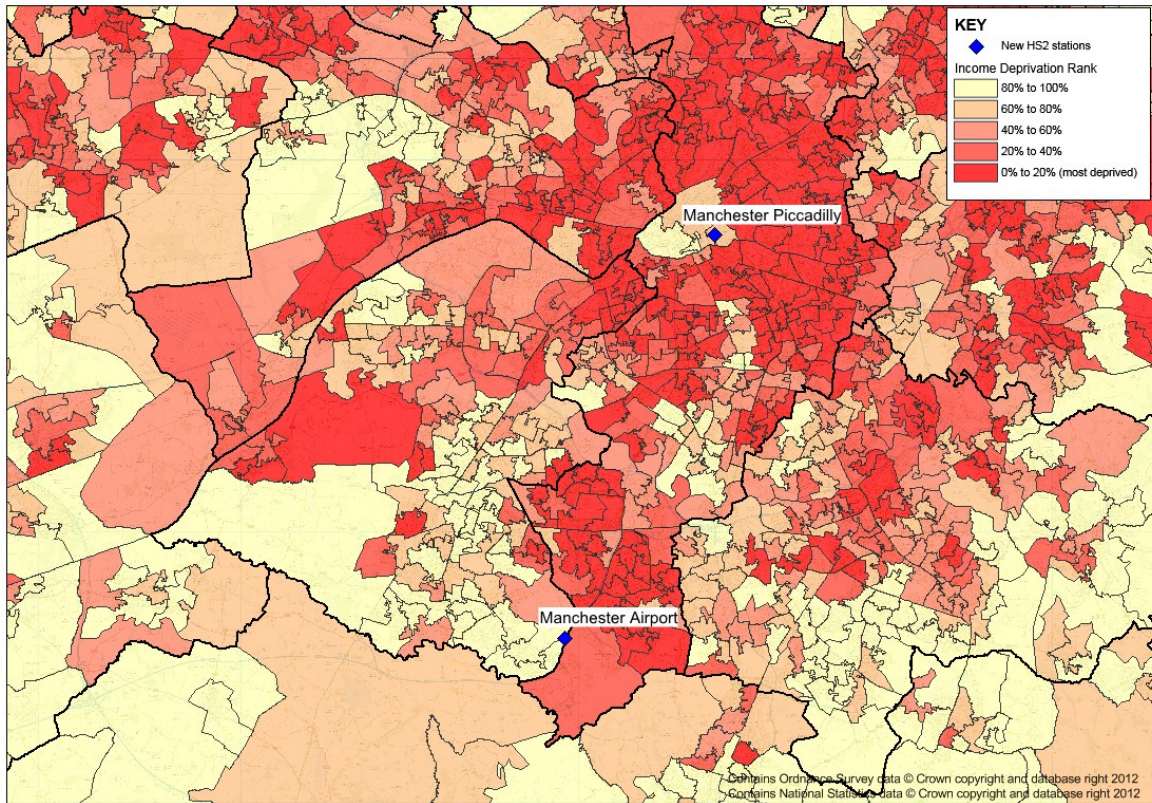 KEY
New HS2 stations
Income Deprivation Rank
80% to 100%
60% to 80%
40% to 60%
20% to 40%
0% to 20% (most deprived)
Manchester Piccadilly
Manchester Airport
Contains Ordnance Survey data © Crown copyright and database right 2012
Contains National Statistics data © Crown copyright and database right 2012